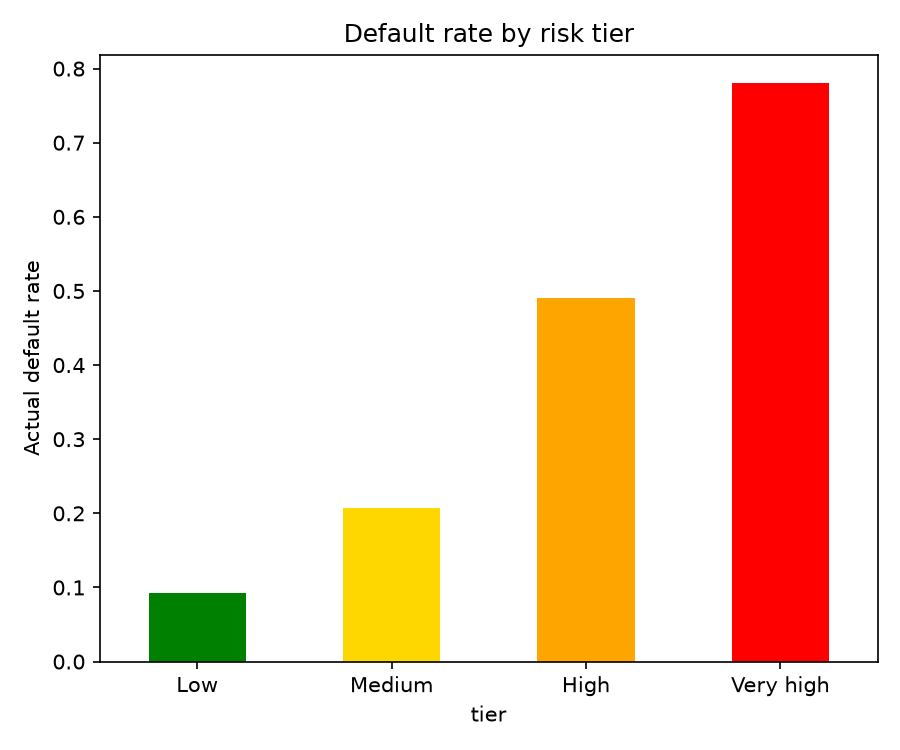 Default rate by risk tier
Actual default rate
0.8
0.7
0.6
0.5
0.4
0.3
0.2
0.1
0.0
Low Medium High Very high
tier